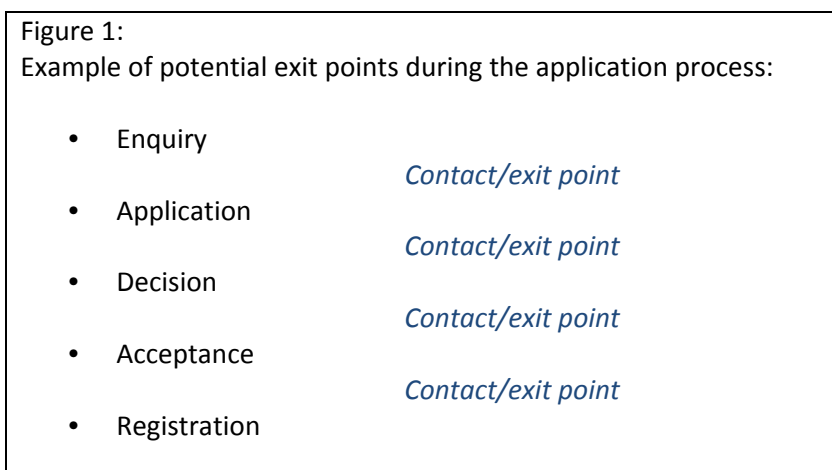 Figure 1:
Example of potential exit points during the application process:
• Enquiry
Contact/exit point
• Application
Contact/exit point
• Decision
Contact/exit point
• Acceptance
Contact/exit point
• Registration